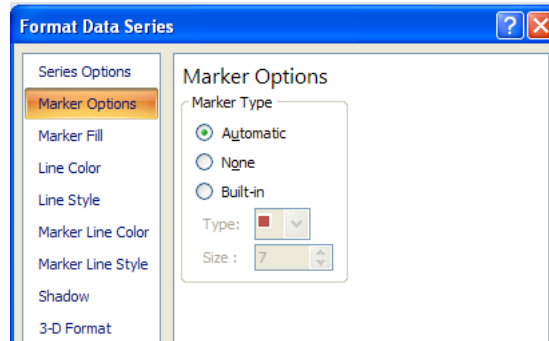 Format Data Series
?
Series Options
Marker Options
Marker Fill
Line Color
Line Style
Marker Line Color
Marker Line Style
Shadow
3-D Format
Marker Options
Marker Type
Automatic
None
Built-in
Type:
Size : 7